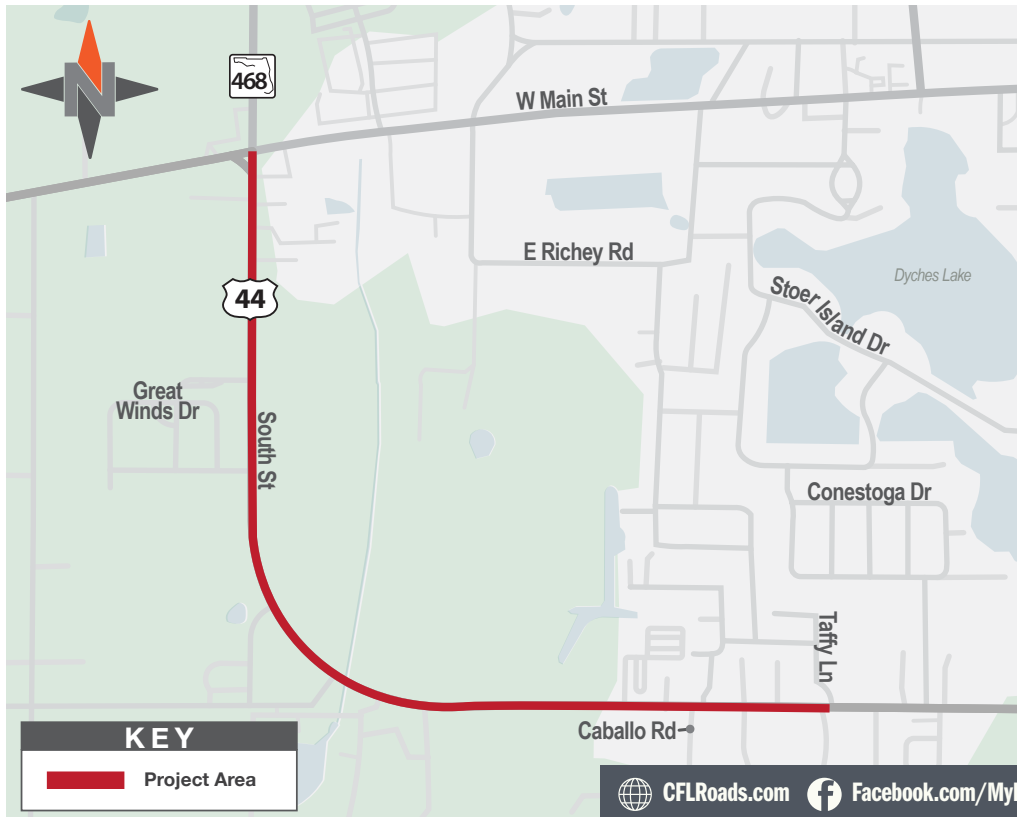 N
468
W Main St
E Richey Rd
Dyches Lake
Stoer Island Dr
44
Great
Winds Dr
South St
Conestoga Dr
Taffy Ln
Caballo Rd
KEY
Project Area
CFLRoads.com
Facebook.com/MyF